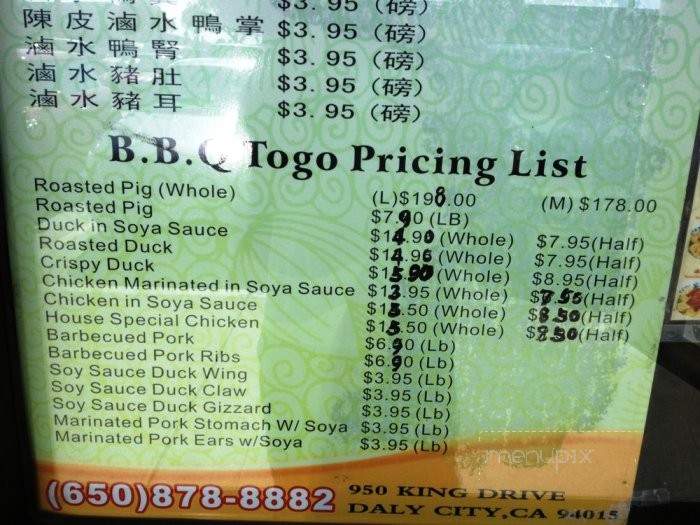 $3.95 (磅)
陳皮滷水鴨掌 $3.95 (磅)
滷水鴨腎 $3.95 (磅)
滷水豬肚 $3.95 (磅)
滷水豬耳 $3.95 (磅)
B.B.Q Togo Pricing List
Roasted Pig (Whole) (L)$198.00 (M) $178.00
Roasted Pig $7.90 (LB)
Duck in Soya Sauce $14.90 (Whole) $7.95(Half)
Roasted Duck $14.96 (Whole) $7.95(Half)
Crispy Duck $15.90 (Whole) $8.95(Half)
Chicken Marinated in Soya Sauce $13.95 (Whole) $7.50(Half)
Chicken in Soya Sauce (Whole) $8.50(Half)
House Special Chicken $15.50 (Whole) $8.50(Half)
Barbecued Pork $6.90 (Lb)
Barbecued Pork Ribs $6.90 (Lb)
Soy Sauce Duck Wing $3.95 (Lb)
Soy Sauce Duck Claw $3.95 (Lb)
Soy Sauce Duck Gizzard $3.95 (Lb)
Marinated Pork Stomach W/ Soya $3.95 (Lb)
Marinated Pork Ears w/Soya $3.95 (Lb)
(650)878-8882 950 KING DRIVE
DALY CITY,CA 94015
menupix